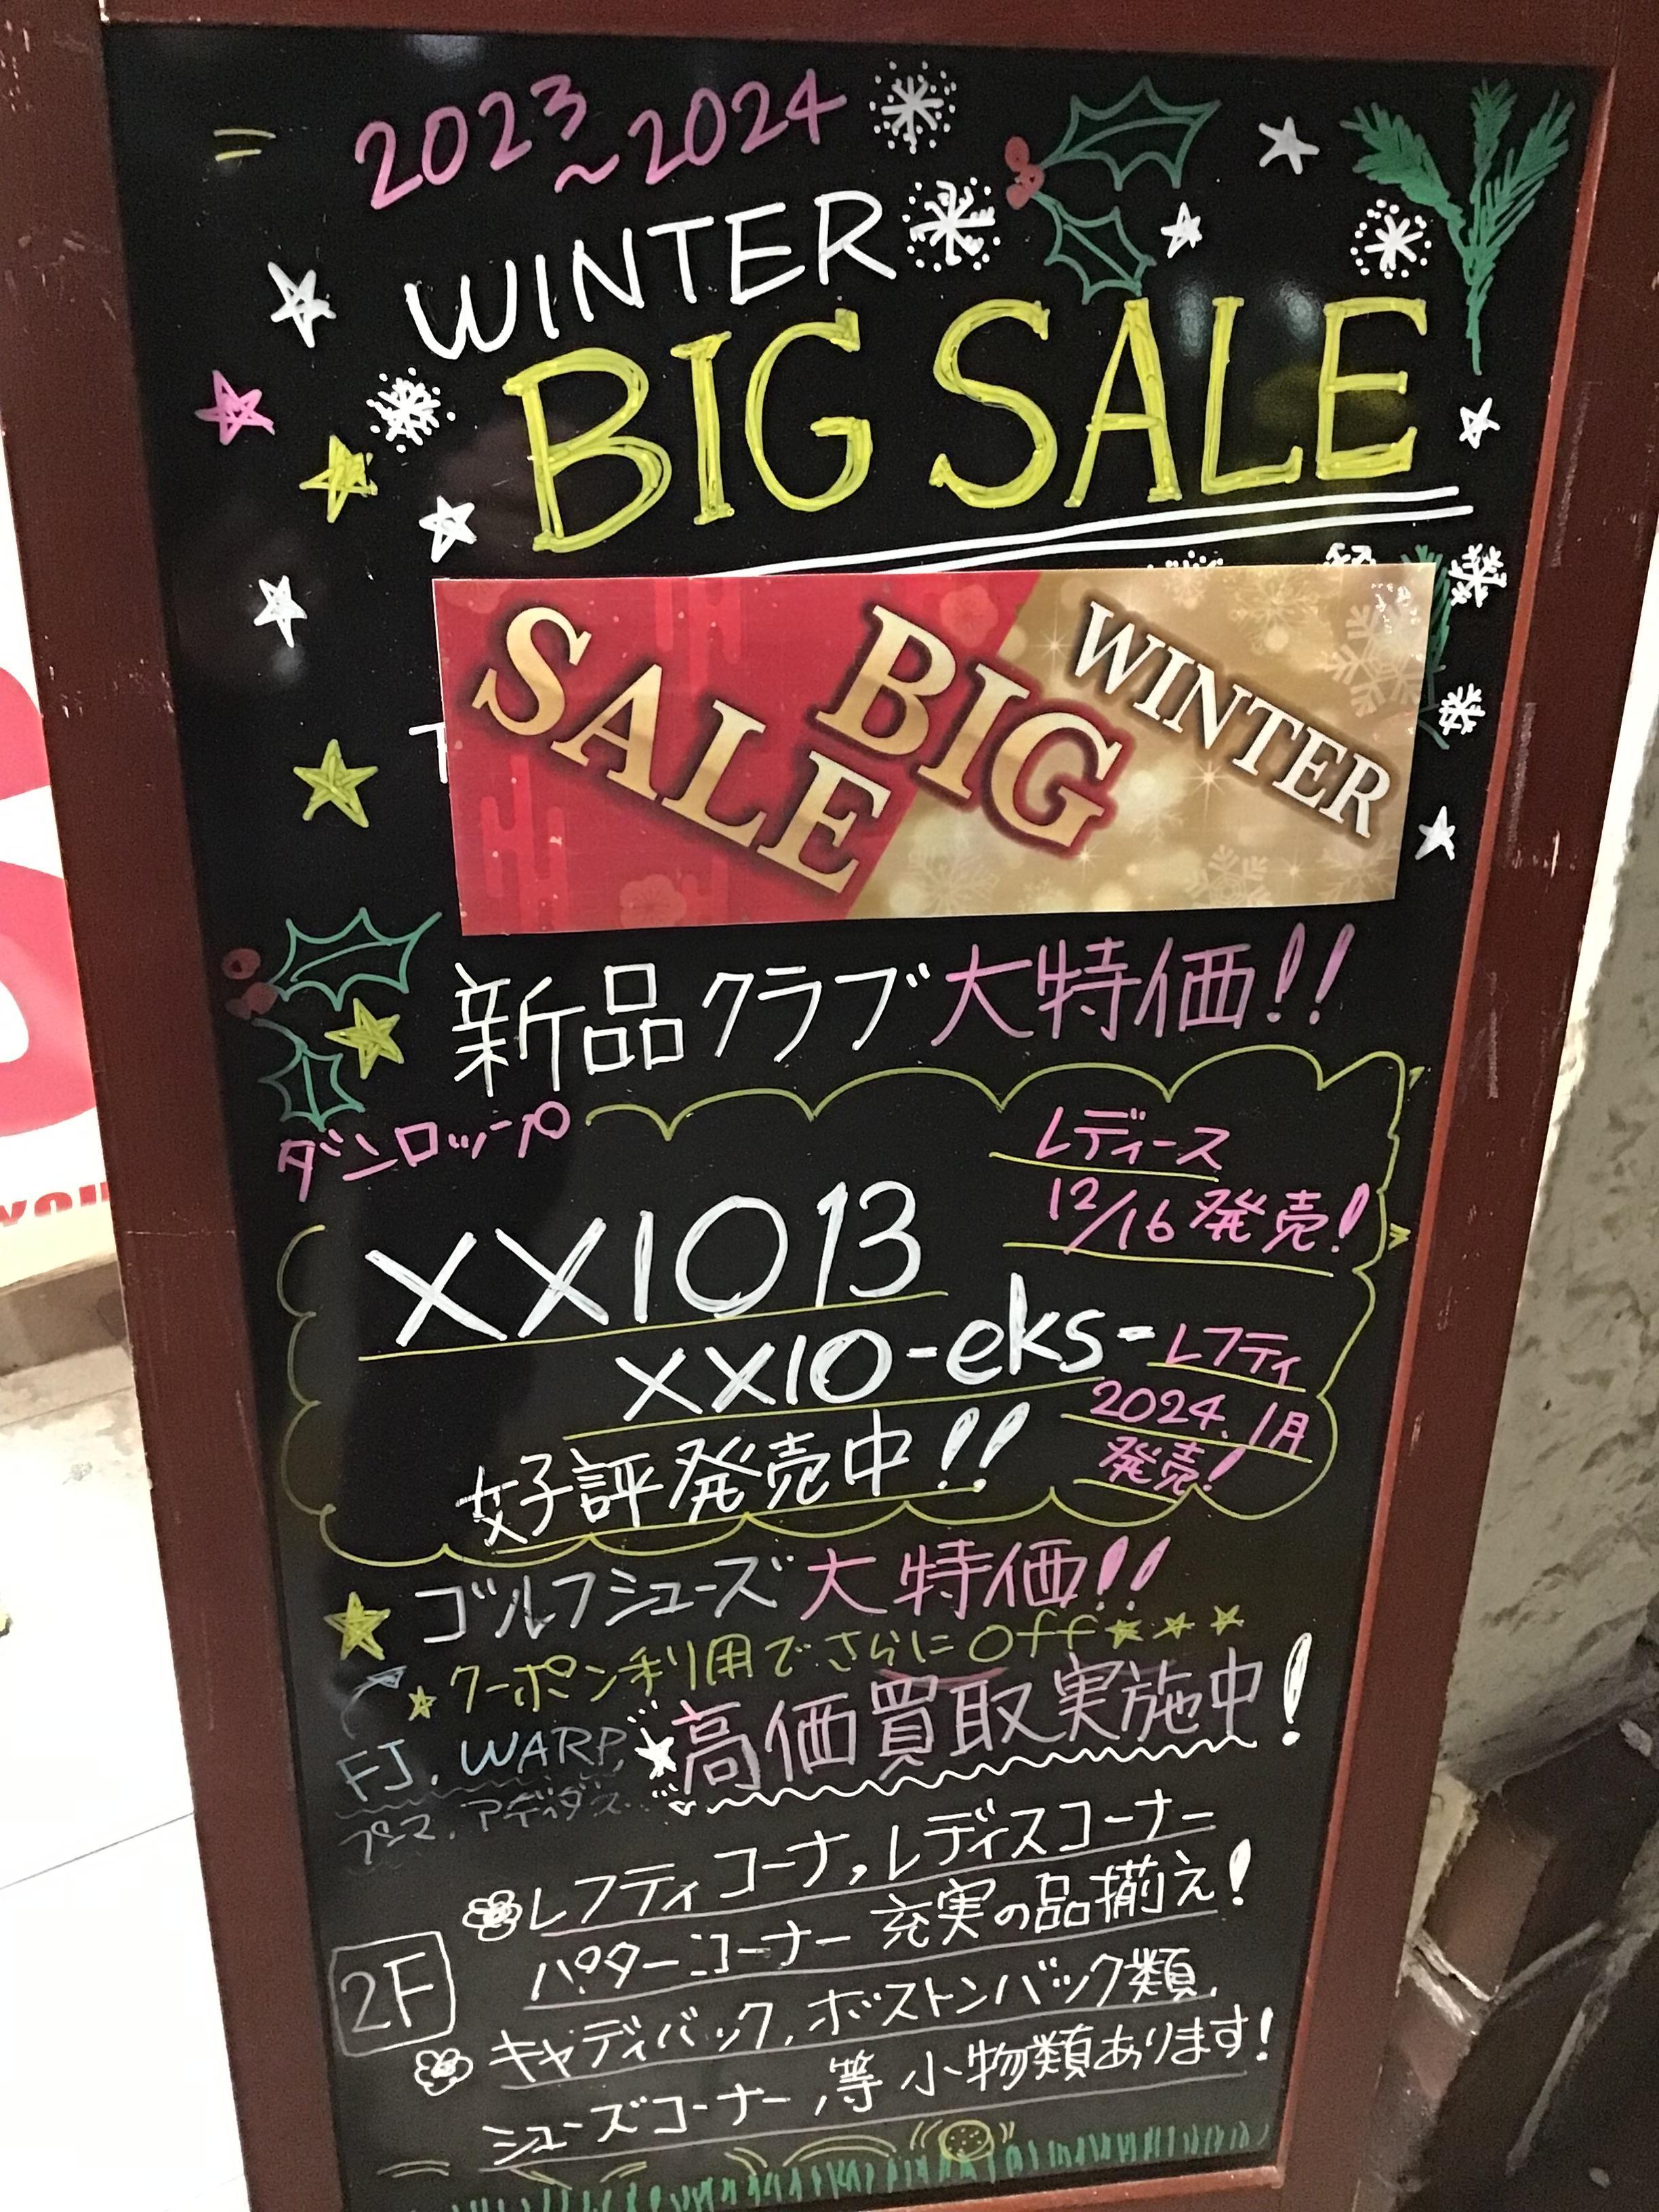 2023
~2024
WINTER
BIG SALE
WINTER
BIG
SALE
新品クラブ大特価!!
ダンロップ
レディース
12/16発売!
XXIO13
XXIO-eks-
レフティ
2024.1月
発売!
好評発売中!!
ゴルフシューズ大特価!!
クーポン利用でさらにOff
高価買取実施中!
FJ. WARP,
プーマ.アディダス
レフティコーナー,レディスコーナー
パターコーナー 充実の品揃え!
2F
キャディバック,ボストンバック類,
シューズコーナー,等 小物類あります!